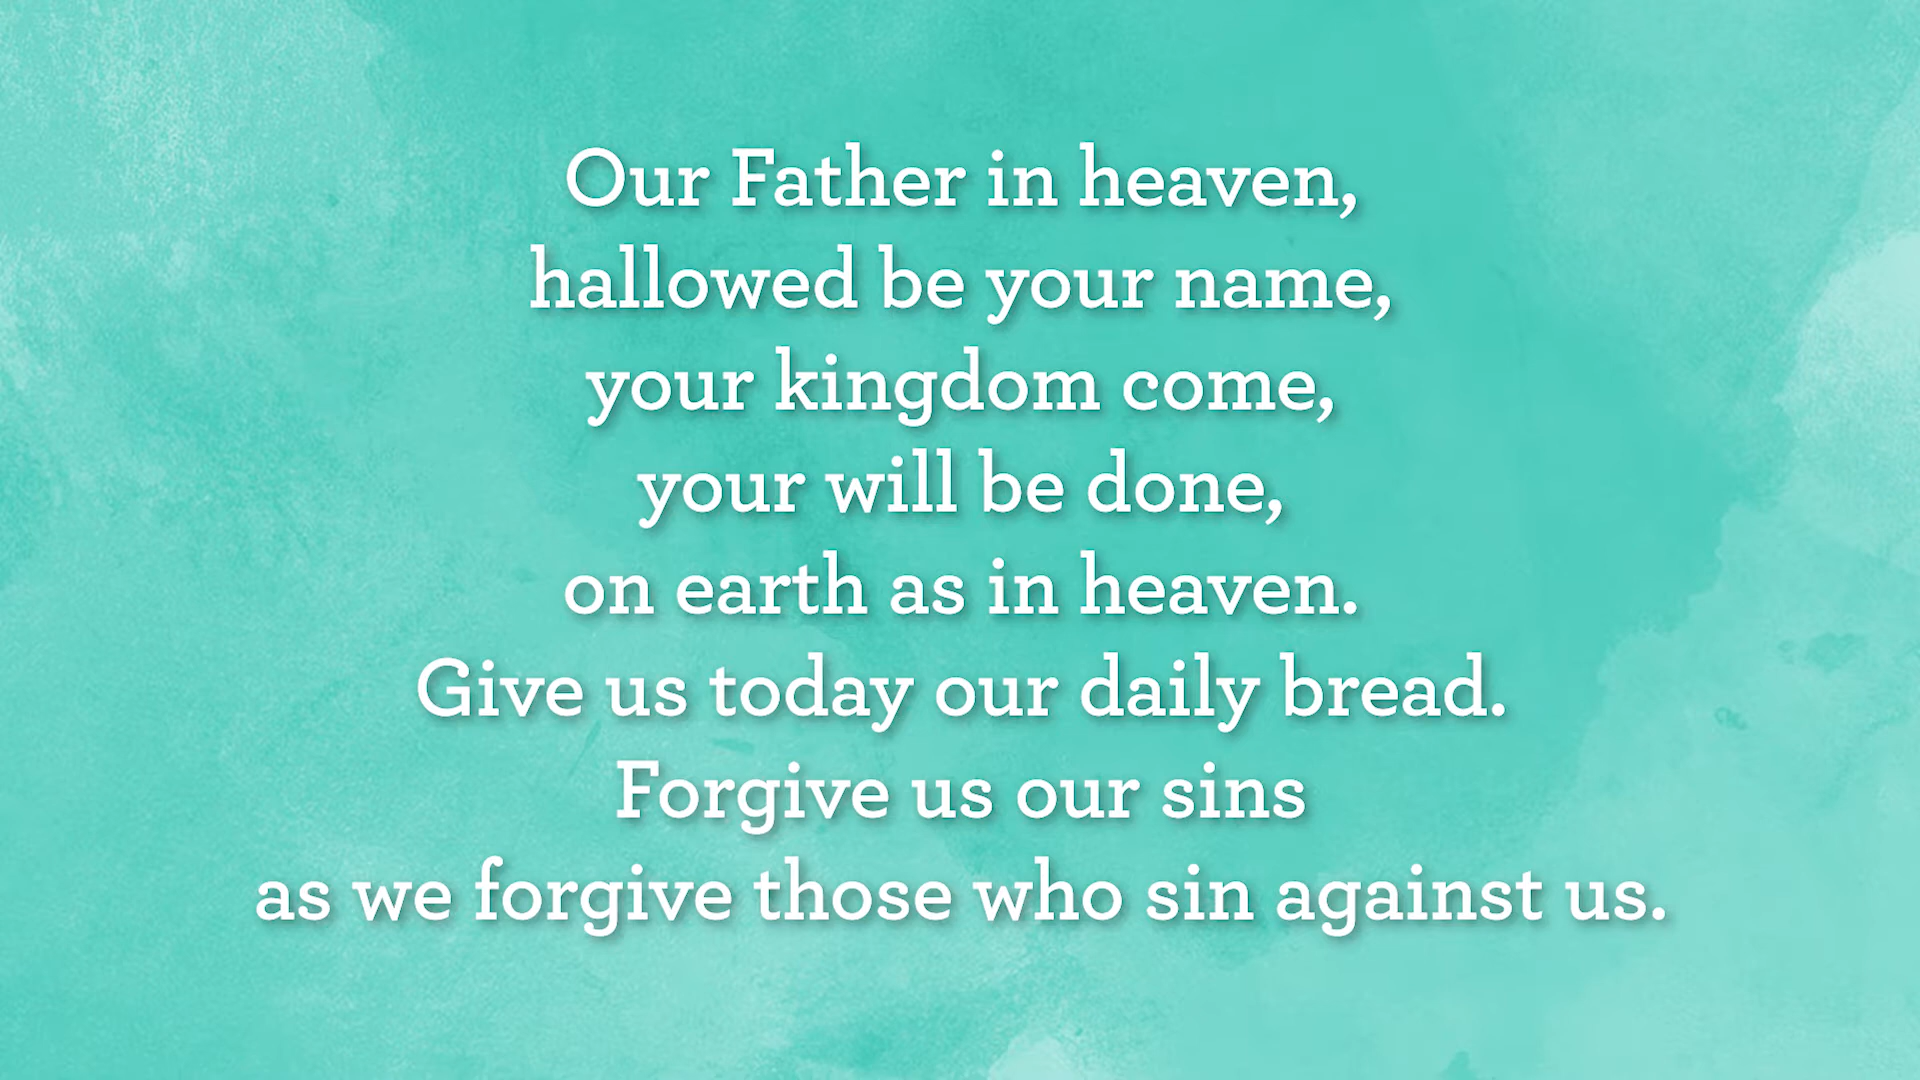 Our Father in heaven,
hallowed be your name,
your kingdom come,
your will be done,
on earth as in heaven.
Give us today our daily bread.
Forgive us our sins
as we forgive those who sin against us.